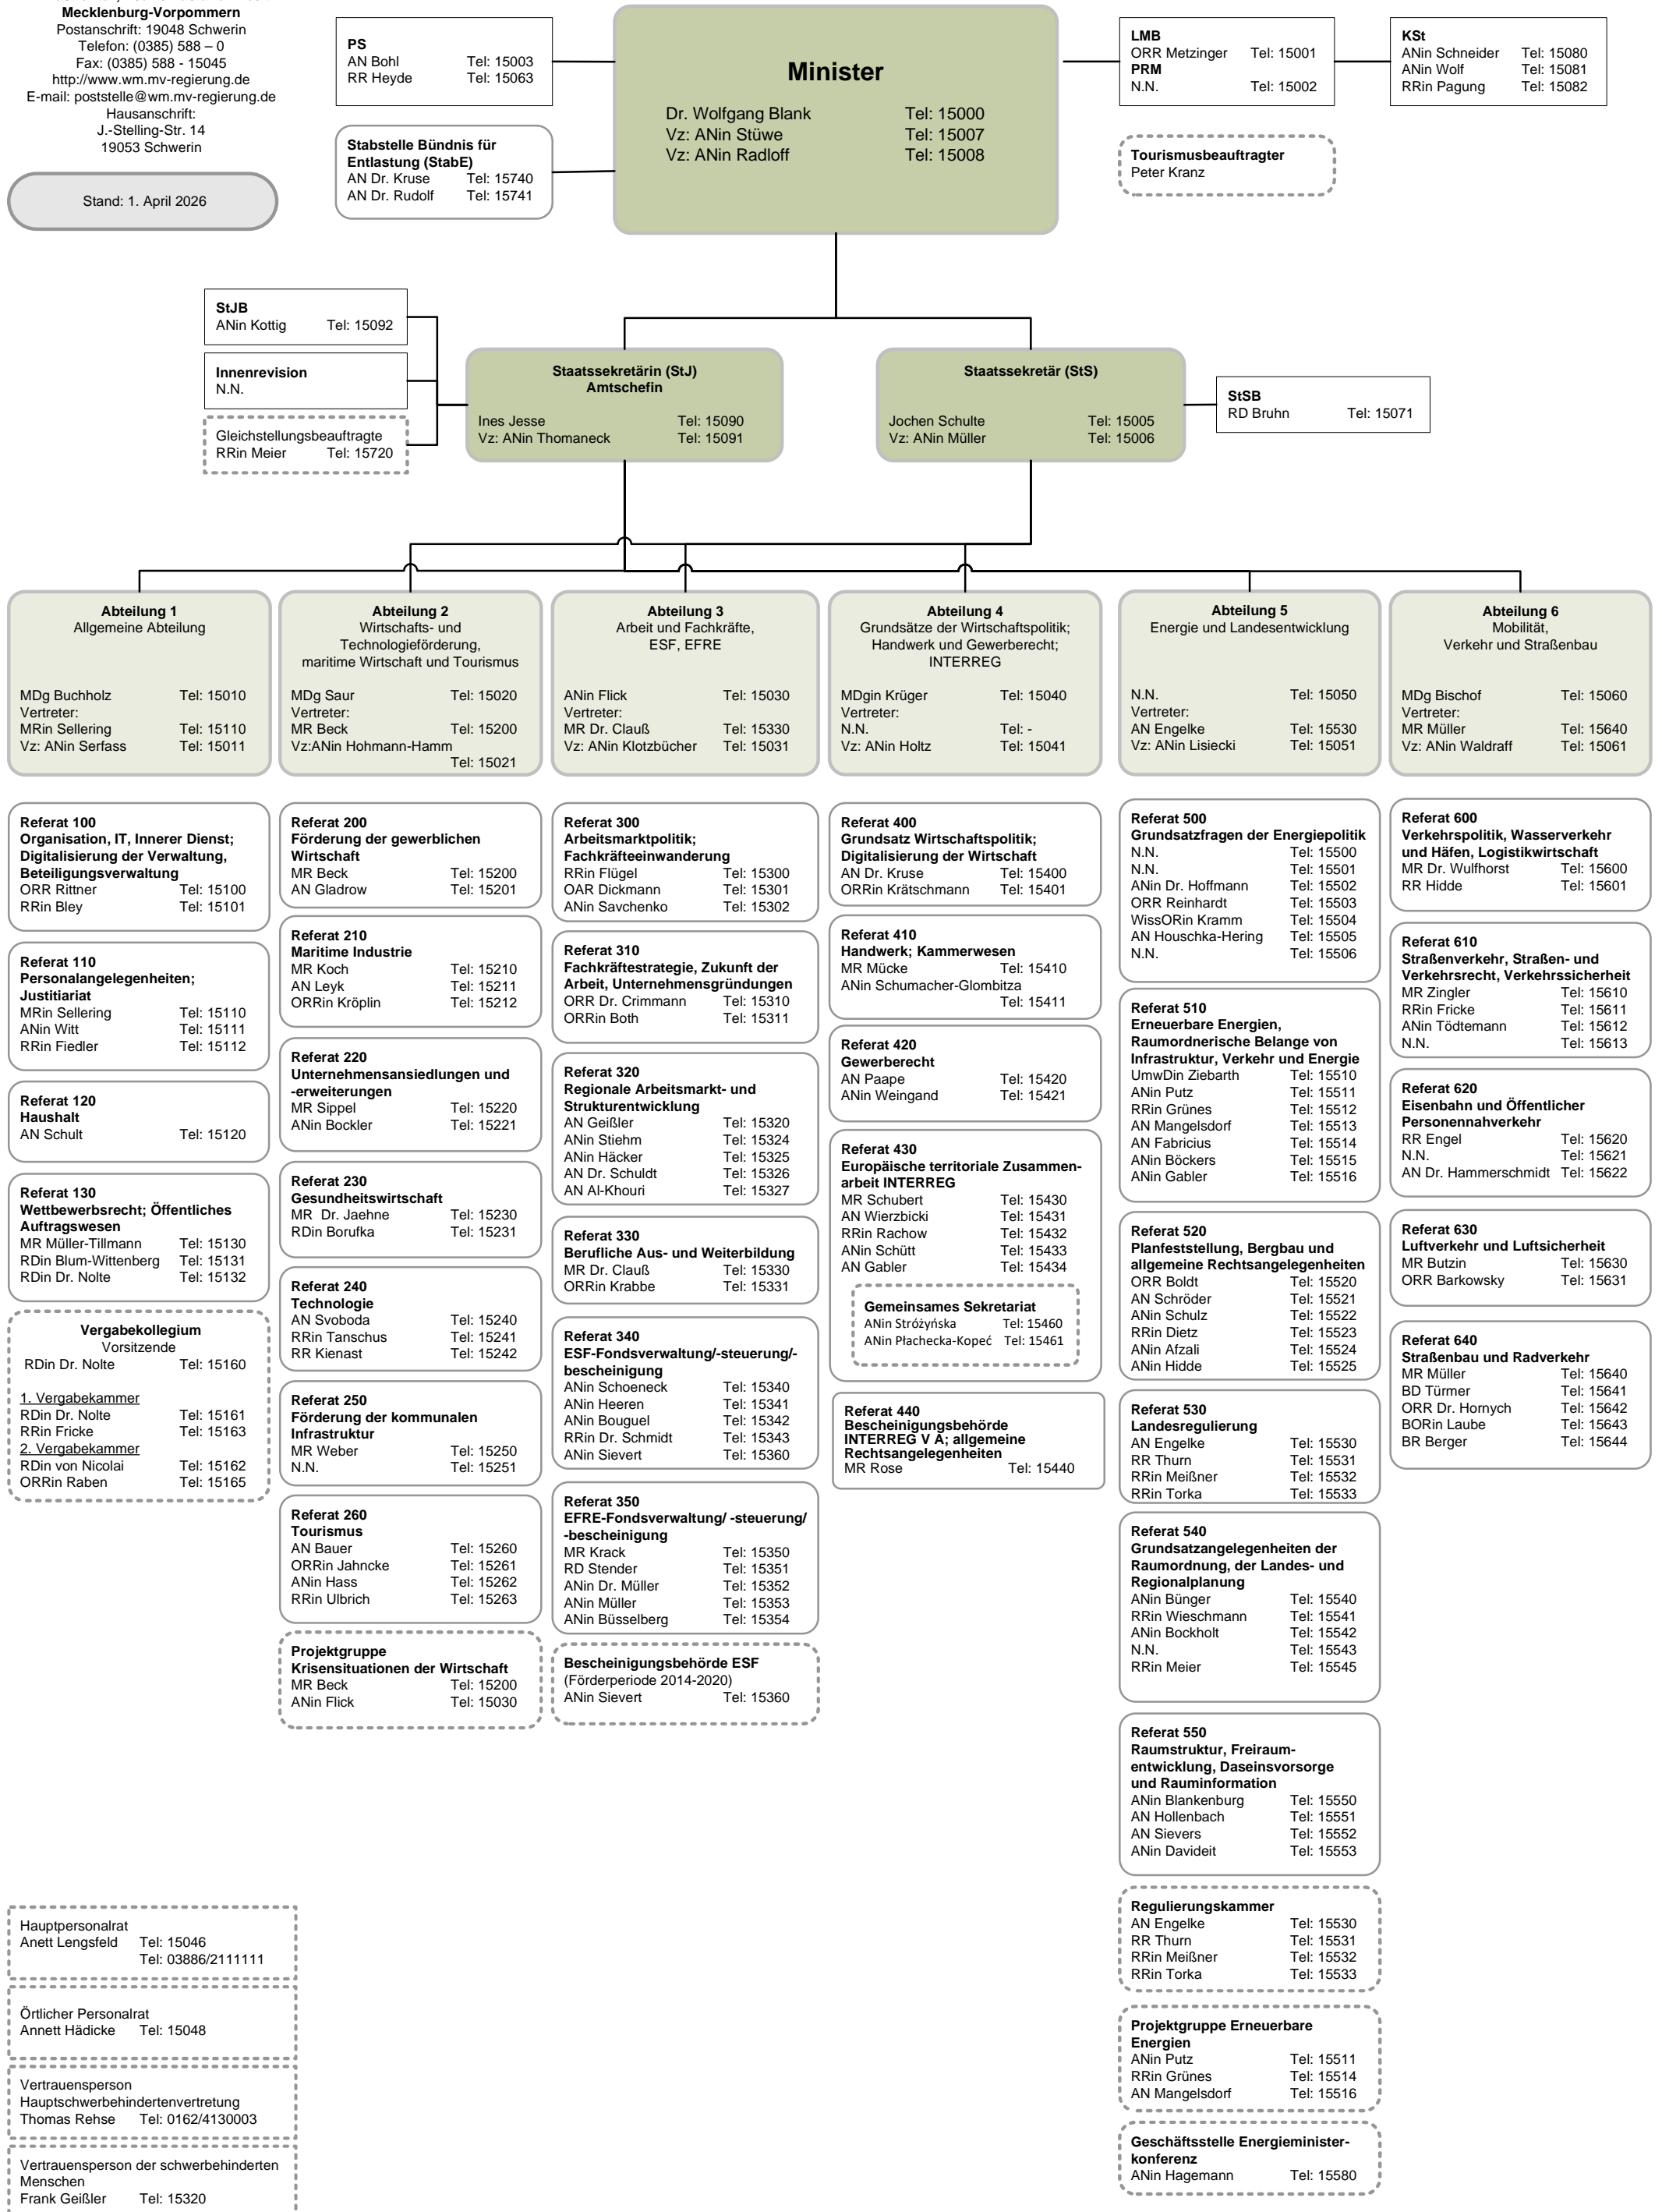 Mecklenburg-Vorpommern
Postanschrift: 19048 Schwerin
Telefon: (0385) 588 – 0
Fax: (0385) 588 - 15045
http://www.wm.mv-regierung.de
E-mail: poststelle@wm.mv-regierung.de
Hausanschrift:
J.-Stelling-Str. 14
19053 Schwerin
Stand: 1. April 2026
PS
AN Bohl Tel: 15003
RR Heyde Tel: 15063
Stabstelle Bündnis für
Entlastung (StabE)
AN Dr. Kruse Tel: 15740
AN Dr. Rudolf Tel: 15741
Minister
Dr. Wolfgang Blank Tel: 15000
Vz: ANin Stüwe Tel: 15007
Vz: ANin Radloff Tel: 15008
LMB
ORR Metzinger Tel: 15001
PRM
N.N. Tel: 15002
KSt
ANin Schneider Tel: 15080
ANin Wolf Tel: 15081
RRin Pagung Tel: 15082
Tourismusbeauftragter
Peter Kranz
StJB
ANin Kottig Tel: 15092
Innenrevision
N.N.
Gleichstellungsbeauftragte
RRin Meier Tel: 15720
Staatssekretärin (StJ)
Amtschefin
Ines Jesse Tel: 15090
Vz: ANin Thomaneck Tel: 15091
Staatssekretär (StS)
Jochen Schulte Tel: 15005
Vz: ANin Müller Tel: 15006
StSB
RD Bruhn Tel: 15071
Abteilung 1
Allgemeine Abteilung
MDg Buchholz Tel: 15010
Vertreter:
MRin Sellering Tel: 15110
Vz: ANin Serfass Tel: 15011
Abteilung 2
Wirtschafts- und
Technologieförderung,
maritime Wirtschaft und Tourismus
MDg Saur Tel: 15020
Vertreter:
MR Beck Tel: 15200
Vz:ANin Hohmann-Hamm
Tel: 15021
Abteilung 3
Arbeit und Fachkräfte,
ESF, EFRE
ANin Flick Tel: 15030
Vertreter:
MR Dr. Clauß Tel: 15330
Vz: ANin Klotzbücher Tel: 15031
Abteilung 4
Grundsätze der Wirtschaftspolitik;
Handwerk und Gewerberecht;
INTERREG
MDgin Krüger Tel: 15040
Vertreter:
N.N. Tel: -
Vz: ANin Holtz Tel: 15041
Abteilung 5
Energie und Landesentwicklung
N.N. Tel: 15050
Vertreter:
AN Engelke Tel: 15530
Vz: ANin Lisiecki Tel: 15051
Abteilung 6
Mobilität,
Verkehr und Straßenbau
MDg Bischof Tel: 15060
Vertreter:
MR Müller Tel: 15640
Vz: ANin Waldraff Tel: 15061
Referat 100
Organisation, IT, Innerer Dienst;
Digitalisierung der Verwaltung,
Beteiligungsverwaltung
ORR Rittner Tel: 15100
RRin Bley Tel: 15101
Referat 110
Personalangelegenheiten;
Justitiariat
MRin Sellering Tel: 15110
ANin Witt Tel: 15111
RRin Fiedler Tel: 15112
Referat 120
Haushalt
AN Schult Tel: 15120
Referat 130
Wettbewerbsrecht; Öffentliches
Auftragswesen
MR Müller-Tillmann Tel: 15130
RDin Blum-Wittenberg Tel: 15131
RDin Dr. Nolte Tel: 15132
Vergabekollegium
Vorsitzende
RDin Dr. Nolte Tel: 15160
1. Vergabekammer
RDin Dr. Nolte Tel: 15161
RRin Fricke Tel: 15163
2. Vergabekammer
RDin von Nicolai Tel: 15162
ORRin Raben Tel: 15165
Referat 200
Förderung der gewerblichen
Wirtschaft
MR Beck Tel: 15200
AN Gladrow Tel: 15201
Referat 210
Maritime Industrie
MR Koch Tel: 15210
AN Leyk Tel: 15211
ORRin Kröplin Tel: 15212
Referat 220
Unternehmensansiedlungen und
-erweiterungen
MR Sippel Tel: 15220
ANin Bockler Tel: 15221
Referat 230
Gesundheitswirtschaft
MR Dr. Jaehne Tel: 15230
RDin Borufka Tel: 15231
Referat 240
Technologie
AN Svoboda Tel: 15240
RRin Tanschus Tel: 15241
RR Kienast Tel: 15242
Referat 250
Förderung der kommunalen
Infrastruktur
MR Weber Tel: 15250
N.N. Tel: 15251
Referat 260
Tourismus
AN Bauer Tel: 15260
ORRin Jahncke Tel: 15261
ANin Hass Tel: 15262
RRin Ulbrich Tel: 15263
Projektgruppe
Krisensituationen der Wirtschaft
MR Beck Tel: 15200
ANin Flick Tel: 15030
Referat 300
Arbeitsmarktpolitik;
Fachkräfteeinwanderung
RRin Flügel Tel: 15300
OAR Dickmann Tel: 15301
ANin Savchenko Tel: 15302
Referat 310
Fachkräftestrategie, Zukunft der
Arbeit, Unternehmensgründungen
ORR Dr. Crimmann Tel: 15310
ORRin Both Tel: 15311
Referat 320
Regionale Arbeitsmarkt- und
Strukturentwicklung
AN Geißler Tel: 15320
ANin Stiehm Tel: 15324
ANin Häcker Tel: 15325
AN Dr. Schuldt Tel: 15326
AN Al-Khouri Tel: 15327
Referat 330
Berufliche Aus- und Weiterbildung
MR Dr. Clauß Tel: 15330
ORRin Krabbe Tel: 15331
Referat 340
ESF-Fondsverwaltung/-steuerung/-
bescheinigung
ANin Schoeneck Tel: 15340
ANin Heeren Tel: 15341
ANin Bouguel Tel: 15342
RRin Dr. Schmidt Tel: 15343
ANin Sievert Tel: 15360
Referat 350
EFRE-Fondsverwaltung/ -steuerung/
-bescheinigung
MR Krack Tel: 15350
RD Stender Tel: 15351
ANin Dr. Müller Tel: 15352
ANin Müller Tel: 15353
ANin Büsselberg Tel: 15354
Bescheinigungsbehörde ESF
(Förderperiode 2014-2020)
ANin Sievert Tel: 15360
Referat 400
Grundsatz Wirtschaftspolitik;
Digitalisierung der Wirtschaft
AN Dr. Kruse Tel: 15400
ORRin Krätschmann Tel: 15401
Referat 410
Handwerk; Kammerwesen
MR Mücke Tel: 15410
ANin Schumacher-Glombitza
Tel: 15411
Referat 420
Gewerberecht
AN Paape Tel: 15420
ANin Weingand Tel: 15421
Referat 430
Europäische territoriale Zusammen-
arbeit INTERREG
MR Schubert Tel: 15430
AN Wierzbicki Tel: 15431
RRin Rachow Tel: 15432
ANin Schütt Tel: 15433
AN Gabler Tel: 15434
Gemeinsames Sekretariat
ANin Stróżyńska Tel: 15460
ANin Płachecka-Kopeć Tel: 15461
Referat 440
Bescheinigungsbehörde
INTERREG V A; allgemeine
Rechtsangelegenheiten
MR Rose Tel: 15440
Referat 500
Grundsatzfragen der Energiepolitik
N.N. Tel: 15500
N.N. Tel: 15501
ANin Dr. Hoffmann Tel: 15502
ORR Reinhardt Tel: 15503
WissORin Kramm Tel: 15504
AN Houschka-Hering Tel: 15505
N.N. Tel: 15506
Referat 510
Erneuerbare Energien,
Raumordnerische Belange von
Infrastruktur, Verkehr und Energie
UmwDin Ziebarth Tel: 15510
ANin Putz Tel: 15511
RRin Grünes Tel: 15512
AN Mangelsdorf Tel: 15513
AN Fabricius Tel: 15514
ANin Böckers Tel: 15515
ANin Gabler Tel: 15516
Referat 520
Planfeststellung, Bergbau und
allgemeine Rechtsangelegenheiten
ORR Boldt Tel: 15520
AN Schröder Tel: 15521
ANin Schulz Tel: 15522
RRin Dietz Tel: 15523
ANin Afzali Tel: 15524
ANin Hidde Tel: 15525
Referat 530
Landesregulierung
AN Engelke Tel: 15530
RR Thurn Tel: 15531
RRin Meißner Tel: 15532
RRin Torka Tel: 15533
Referat 540
Grundsatzangelegenheiten der
Raumordnung, der Landes- und
Regionalplanung
ANin Bünger Tel: 15540
RRin Wieschmann Tel: 15541
ANin Bockholt Tel: 15542
N.N. Tel: 15543
RRin Meier Tel: 15545
Referat 550
Raumstruktur, Freiraum-
entwicklung, Daseinsvorsorge
und Rauminformation
ANin Blankenburg Tel: 15550
AN Hollenbach Tel: 15551
AN Sievers Tel: 15552
ANin Davideit Tel: 15553
Regulierungskammer
AN Engelke Tel: 15530
RR Thurn Tel: 15531
RRin Meißner Tel: 15532
RRin Torka Tel: 15533
Projektgruppe Erneuerbare
Energien
ANin Putz Tel: 15511
RRin Grünes Tel: 15514
AN Mangelsdorf Tel: 15516
Geschäftsstelle Energieminister-
konferenz
ANin Hagemann Tel: 15580
Referat 600
Verkehrspolitik, Wasserverkehr
und Häfen, Logistikwirtschaft
MR Dr. Wulfhorst Tel: 15600
RR Hidde Tel: 15601
Referat 610
Straßenverkehr, Straßen- und
Verkehrsrecht, Verkehrssicherheit
MR Zingler Tel: 15610
RRin Fricke Tel: 15611
ANin Tödtemann Tel: 15612
N.N. Tel: 15613
Referat 620
Eisenbahn und Öffentlicher
Personennahverkehr
RR Engel Tel: 15620
N.N. Tel: 15621
AN Dr. Hammerschmidt Tel: 15622
Referat 630
Luftverkehr und Luftsicherheit
MR Butzin Tel: 15630
ORR Barkowsky Tel: 15631
Referat 640
Straßenbau und Radverkehr
MR Müller Tel: 15640
BD Türmer Tel: 15641
ORR Dr. Hornych Tel: 15642
BORin Laube Tel: 15643
BR Berger Tel: 15644
Hauptpersonalrat
Anett Lengsfeld Tel: 15046
Tel: 03886/2111111
Örtlicher Personalrat
Annett Hädicke Tel: 15048
Vertrauensperson
Hauptschwerbehindertenvertretung
Thomas Rehse Tel: 0162/4130003
Vertrauensperson der schwerbehinderten
Menschen
Frank Geißler Tel: 15320